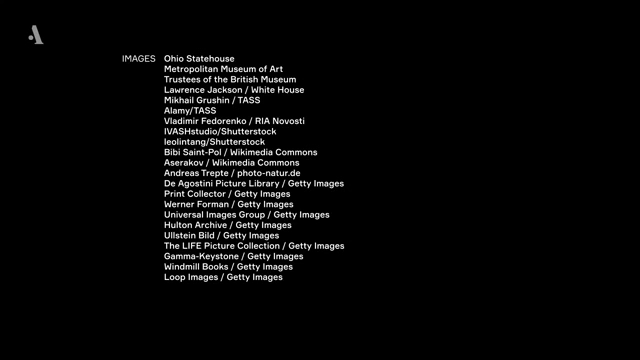 IMAGES Ohio Statehouse
Metropolitan Museum of Art
Trustees of the British Museum
Lawrence Jackson / White House
Mikhail Grushin / TASS
Alamy/TASS
Vladimir Fedorenko / RIA Novosti
IVASHstudio/Shutterstock
leolintang/Shutterstock
Bibi Saint-Pol / Wikimedia Commons
Aserakov / Wikimedia Commons
Andreas Trepte / photo-natur.de
De Agostini Picture Library / Getty Images
Print Collector / Getty Images
Werner Forman / Getty Images
Universal Images Group / Getty Images
Hulton Archive / Getty Images
Ullstein Bild / Getty Images
The LIFE Picture Collection / Getty Images
Gamma-Keystone / Getty Images
Windmill Books / Getty Images
Loop Images / Getty Images